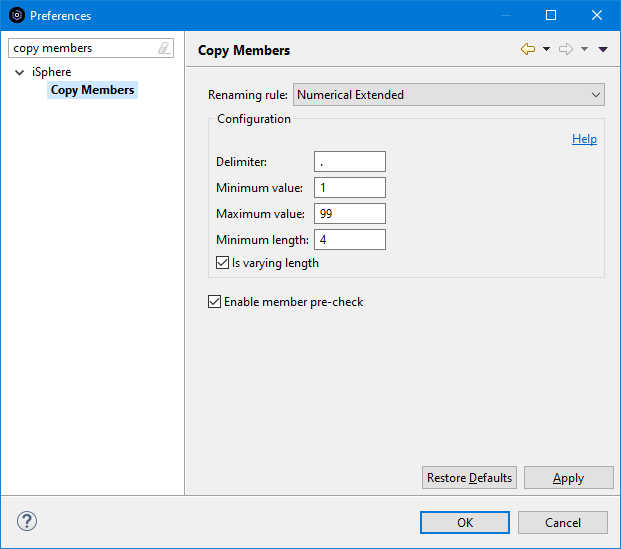 Preferences
copy members
Copy Members
iSphere
Copy Members
Renaming rule: Numerical Extended
Configuration
Help
Delimiter: .
Minimum value: 1
Maximum value: 99
Minimum length: 4
Is varying length
Enable member pre-check
Restore Defaults Apply
? OK Cancel